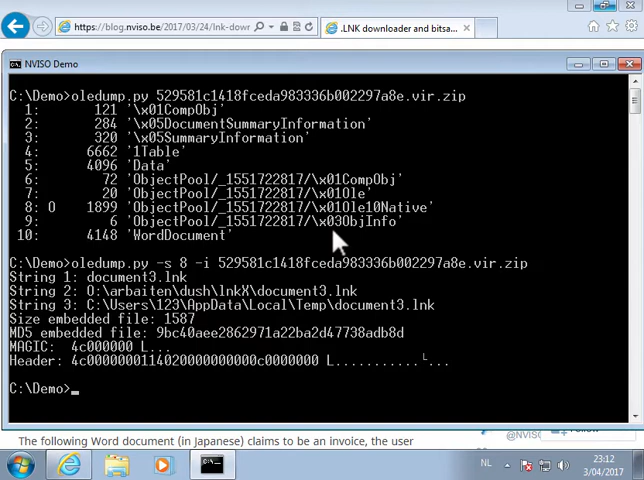 https://blog.nviso.be/2017/03/24/lnk-down
.LNK downloader and bitsa...
NVISO Demo
C:\Demo>oledump.py 529581c1418fceda983336b002297a8e.vir.zip
1: 121 '\x01CompObj'
2: 284 '\x05DocumentSummaryInformation'
3: 320 '\x05SummaryInformation'
4: 6662 '1Table'
5: 4096 'Data'
6: 72 'ObjectPool/_1551722817/\x01CompObj'
7: 20 'ObjectPool/_1551722817/\x01Ole'
8: O 1899 'ObjectPool/_1551722817/\x01Ole10Native'
9: 6 'ObjectPool/_1551722817/\x03ObjInfo'
10: 4148 'WordDocument'
C:\Demo>oledump.py -s 8 -i 529581c1418fceda983336b002297a8e.vir.zip
String 1: document3.lnk
String 2: O:\arbaiten\dush\lnkX\document3.lnk
String 3: C:\Users\123\AppData\Local\Temp\document3.lnk
Size embedded file: 1587
MD5 embedded file: 9bc40aee2862971a22ba2d47738adb8d
MAGIC: 4c000000 L...
Header: 4c0000000114020000000000c0000000 L...........└...
C:\Demo>_
@NVISO
The following Word document (in Japanese) claims to be an invoice, the user
NL
23:12
3/04/2017